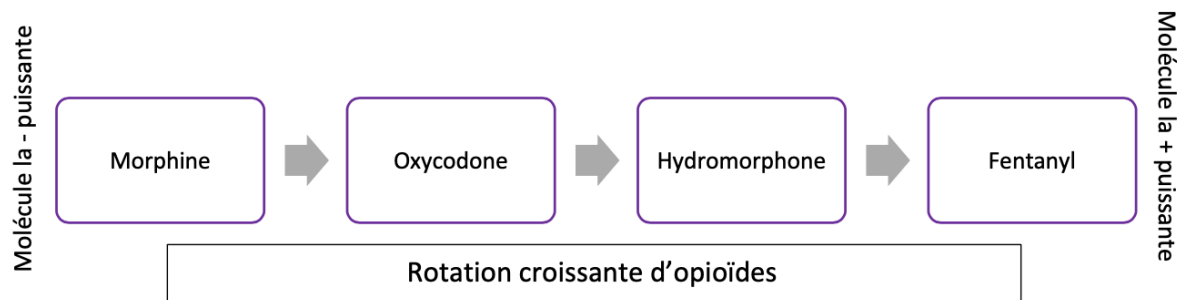 Molécule la - puissante
Morphine
Oxycodone
Hydromorphone
Fentanyl
Molécule la + puissante
Rotation croissante d’opioïdes